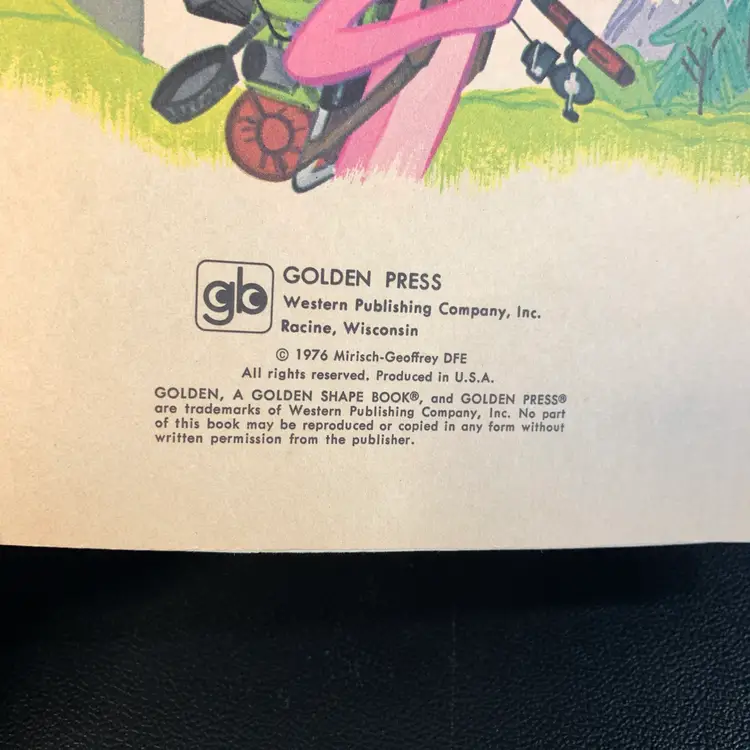 gb
GOLDEN PRESS
Western Publishing Company, Inc.
Racine, Wisconsin
© 1976 Mirisch-Geoffrey DFE
All rights reserved. Produced in U.S.A.
GOLDEN, A GOLDEN SHAPE BOOK®, and GOLDEN PRESS®
are trademarks of Western Publishing Company, Inc. No part
of this book may be reproduced or copied in any form without
written permission from the publisher.